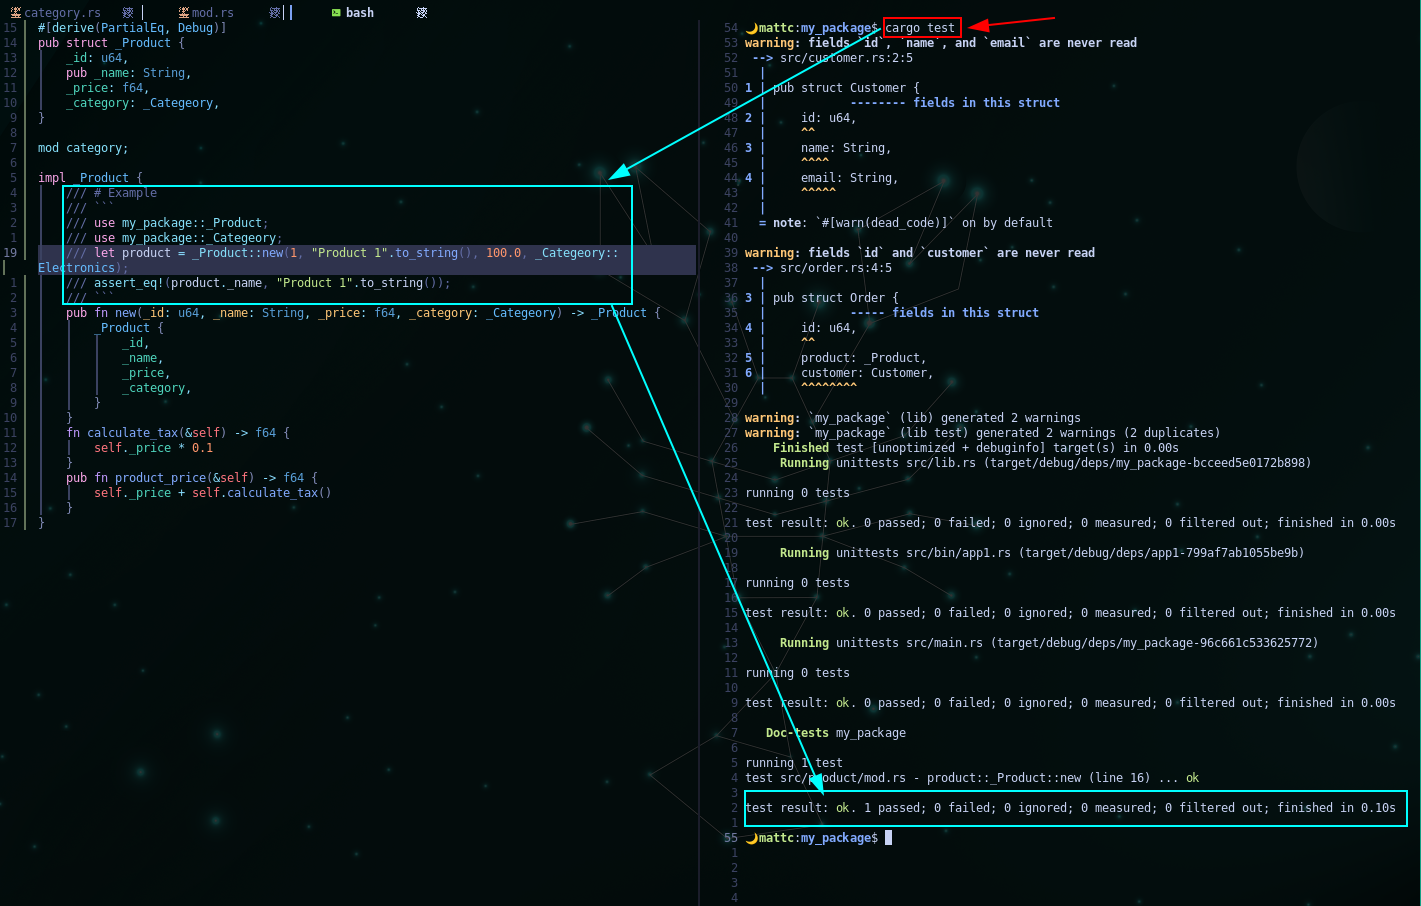 category.rs mod.rs bash
15 #[derive(PartialEq, Debug)]
14 pub struct _Product {
13 _id: u64,
12 pub _name: String,
11 _price: f64,
10 _category: _Categeory,
9 }
8
7 mod category;
6
5 impl _Product {
4 /// # Example
3 /// ```
2 /// use my_package::_Product;
1 /// use my_package::_Categeory;
19 /// let product = _Product::new(1, "Product 1".to_string(), 100.0, _Categeory::
Electronics);
1 /// assert_eq!(product._name, "Product 1".to_string());
2 /// ```
3 pub fn new(_id: u64, _name: String, _price: f64, _category: _Categeory) -> _Product {
4 _Product {
5 _id,
6 _name,
7 _price,
8 _category,
9 }
10 }
11 fn calculate_tax(&self) -> f64 {
12 self._price * 0.1
13 }
14 pub fn product_price(&self) -> f64 {
15 self._price + self.calculate_tax()
16 }
17 }
54 mattc:my_package$ cargo test
53 warning: fields `id`, `name`, and `email` are never read
52 --> src/customer.rs:2:5
51 |
50 1 | pub struct Customer {
49 | -------- fields in this struct
48 2 | id: u64,
47 | ^^
46 3 | name: String,
45 | ^^^^
44 4 | email: String,
43 | ^^^^^
42 |
41 = note: `#[warn(dead_code)]` on by default
40
39 warning: fields `id` and `customer` are never read
38 --> src/order.rs:4:5
37 |
36 3 | pub struct Order {
35 | ----- fields in this struct
34 4 | id: u64,
33 | ^^
32 5 | product: _Product,
31 6 | customer: Customer,
30 | ^^^^^^^^
29
28 warning: `my_package` (lib) generated 2 warnings
27 warning: `my_package` (lib test) generated 2 warnings (2 duplicates)
26 Finished test [unoptimized + debuginfo] target(s) in 0.00s
25 Running unittests src/lib.rs (target/debug/deps/my_package-bcceed5e0172b898)
24
23 running 0 tests
22
21 test result: ok. 0 passed; 0 failed; 0 ignored; 0 measured; 0 filtered out; finished in 0.00s
20
19 Running unittests src/bin/app1.rs (target/debug/deps/app1-799af7ab1055be9b)
18
17 running 0 tests
16
15 test result: ok. 0 passed; 0 failed; 0 ignored; 0 measured; 0 filtered out; finished in 0.00s
14
13 Running unittests src/main.rs (target/debug/deps/my_package-96c661c533625772)
12
11 running 0 tests
10
9 test result: ok. 0 passed; 0 failed; 0 ignored; 0 measured; 0 filtered out; finished in 0.00s
8
7 Doc-tests my_package
6
5 running 1 test
4 test src/product/mod.rs - product::_Product::new (line 16) ... ok
3
2 test result: ok. 1 passed; 0 failed; 0 ignored; 0 measured; 0 filtered out; finished in 0.10s
1
55 mattc:my_package$
1
2
3
4